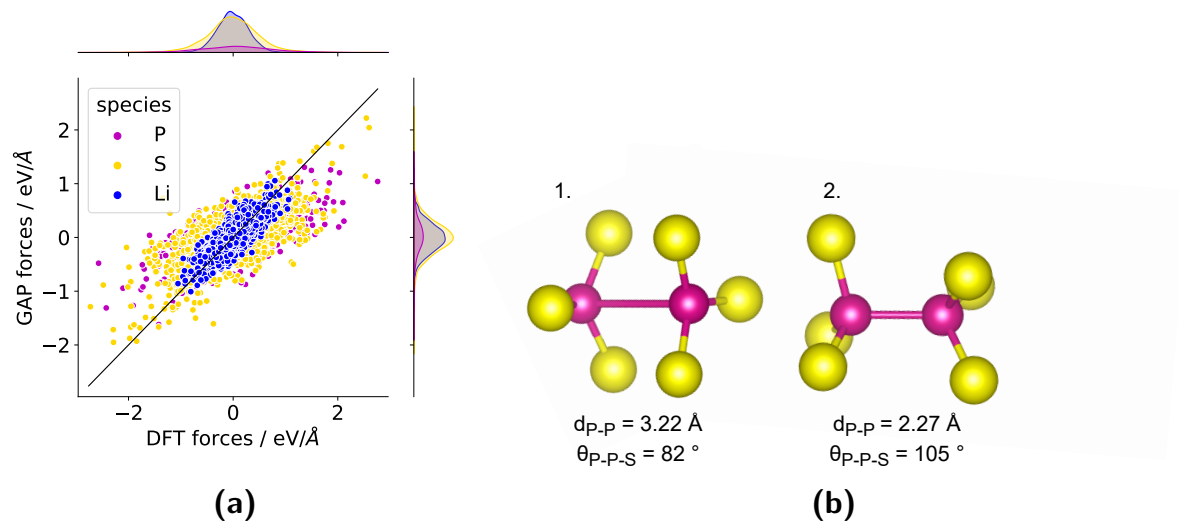 species
P
S
Li
2
1
0
−1
−2
GAP forces / eV/Å
−2
0
2
DFT forces / eV/Å
(a)
1.
2.
dP-P = 3.22 Å
θP-P-S = 82 °
dP-P = 2.27 Å
θP-P-S = 105 °
(b)